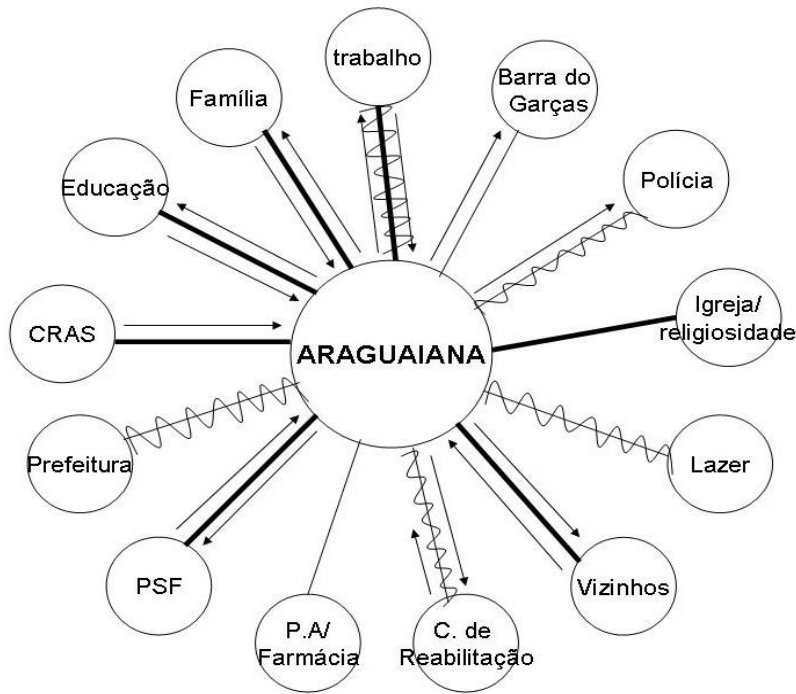 trabalho
Barra do
Garças
Família
Polícia
Educação
Igreja/
religiosidade
CRAS
ARAGUAIANA
Prefeitura
Lazer
PSF
Vizinhos
P.A/
Farmácia
C. de
Reabilitação